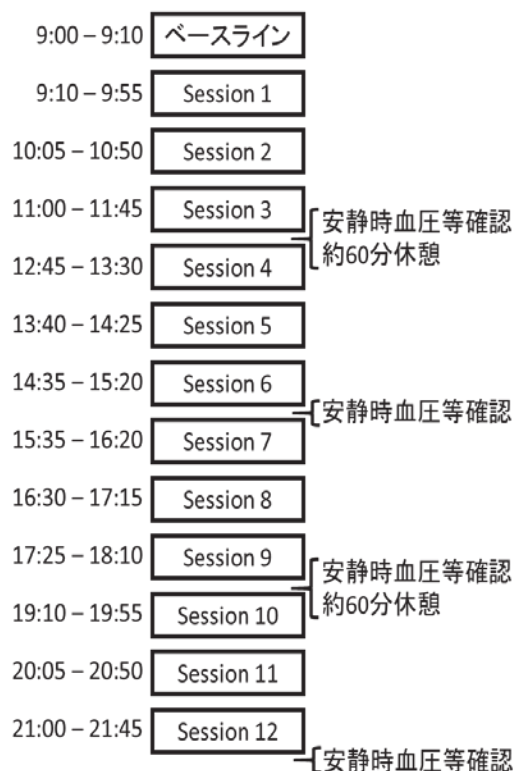 9:00 – 9:10 ベースライン
9:10 – 9:55 Session 1
10:05 – 10:50 Session 2
11:00 – 11:45 Session 3
安静時血圧等確認
約60分休憩
12:45 – 13:30 Session 4
13:40 – 14:25 Session 5
14:35 – 15:20 Session 6
安静時血圧等確認
15:35 – 16:20 Session 7
16:30 – 17:15 Session 8
17:25 – 18:10 Session 9
安静時血圧等確認
約60分休憩
19:10 – 19:55 Session 10
20:05 – 20:50 Session 11
21:00 – 21:45 Session 12
安静時血圧等確認